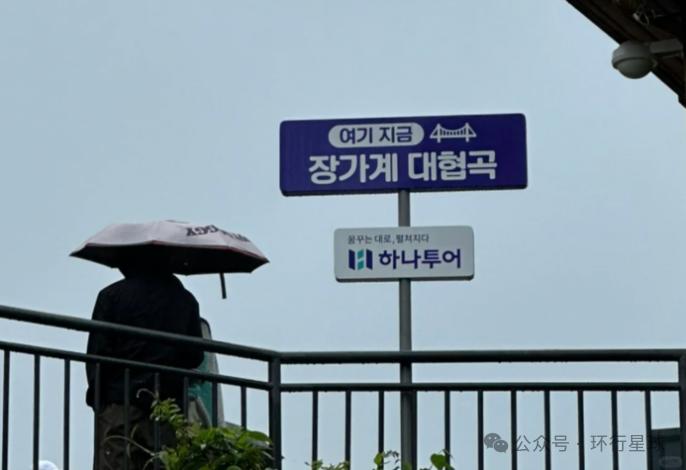 여기 지금
장가계 대협곡
꿈꾸는 대로, 펼쳐지다
하나투어
公众号 · 环行星球